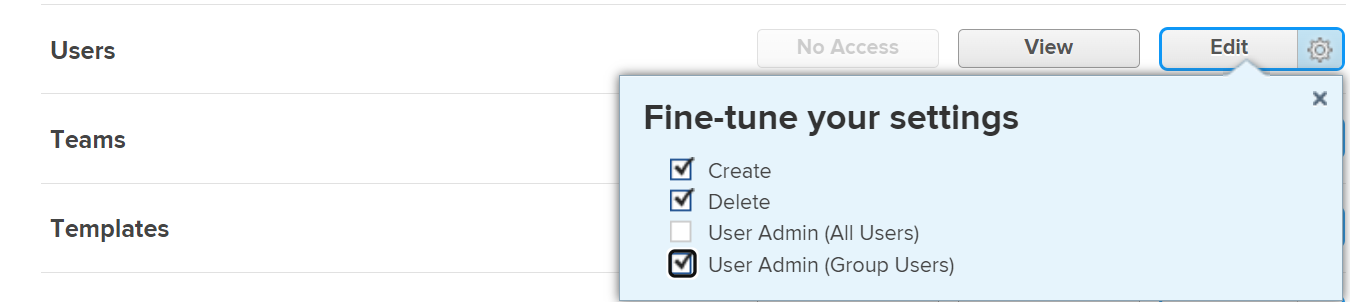 Users No Access View Edit
Fine-tune your settings
Teams
Create
Delete
Templates
User Admin (All Users)
User Admin (Group Users)